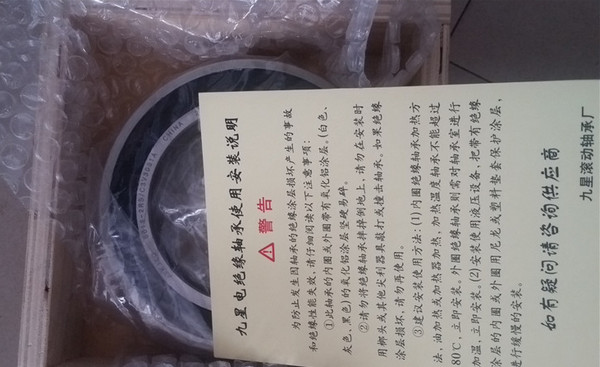 九星电绝缘轴承使用安装说明
警告
为防止发生因轴承的绝缘涂层损坏产生的事故
和绝缘性能失效，请仔细阅读以下注意事项：
①此轴承的内圈或外圈带有氧化铝涂层。(白色、
灰色、黑色)的氧化铝涂层坚硬易碎。
②请勿将绝缘轴承摔掉倒地上，请勿在安装时
用榔头或其他尖利器具敲打或撞击轴承。如果绝缘
涂层损坏，请勿再使用。
③建议安装使用方法：(1)内圈绝缘轴承加热方
法，油加热或加热器加热，加热温度轴承不能超过
80℃，立即安装。外圈绝缘轴承则需对轴承室进行
加温，立即安装。(2)安装使用液压设备，把带有绝缘
涂层的内圈或外圈用尼龙或塑料垫套保护涂层，
进行缓慢的安装。
如有疑问请咨询供应商
九星滚动轴承厂
CHINA